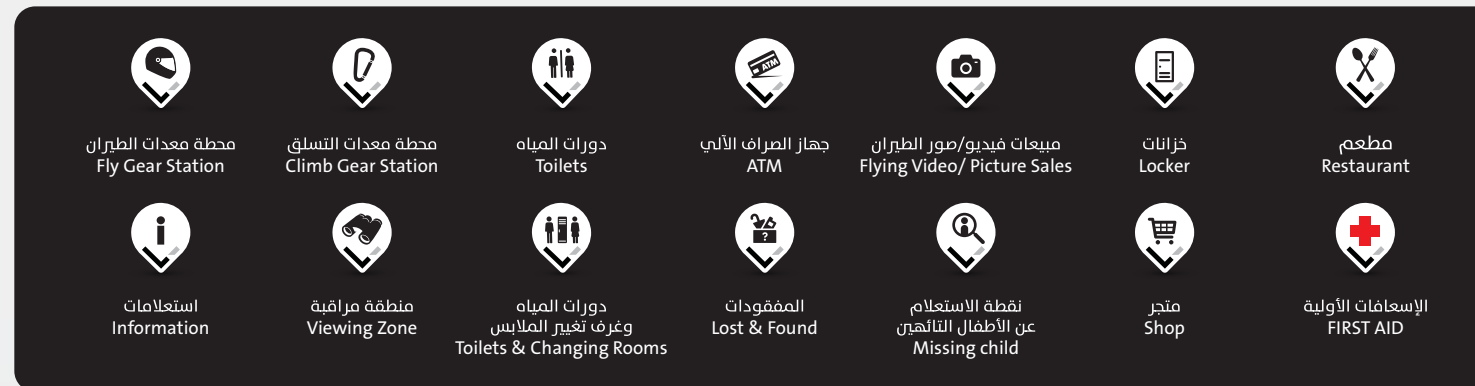 محطة معدات الطيران
Fly Gear Station
محطة معدات التسلق
Climb Gear Station
دورات المياه
Toilets
ATM
جهاز الصراف الآلي
ATM
مبيعات فيديو/صور الطيران
Flying Video/ Picture Sales
خزانات
Locker
مطعم
Restaurant
i
استعلامات
Information
منطقة مراقبة
Viewing Zone
دورات المياه
وغرف تغيير الملابس
Toilets & Changing Rooms
?
المفقودات
Lost & Found
نقطة الاستعلام
عن الأطفال التائهين
Missing child
متجر
Shop
الإسعافات الأولية
FIRST AID